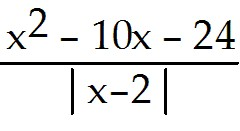 x² − 10x − 24
| x−2 |